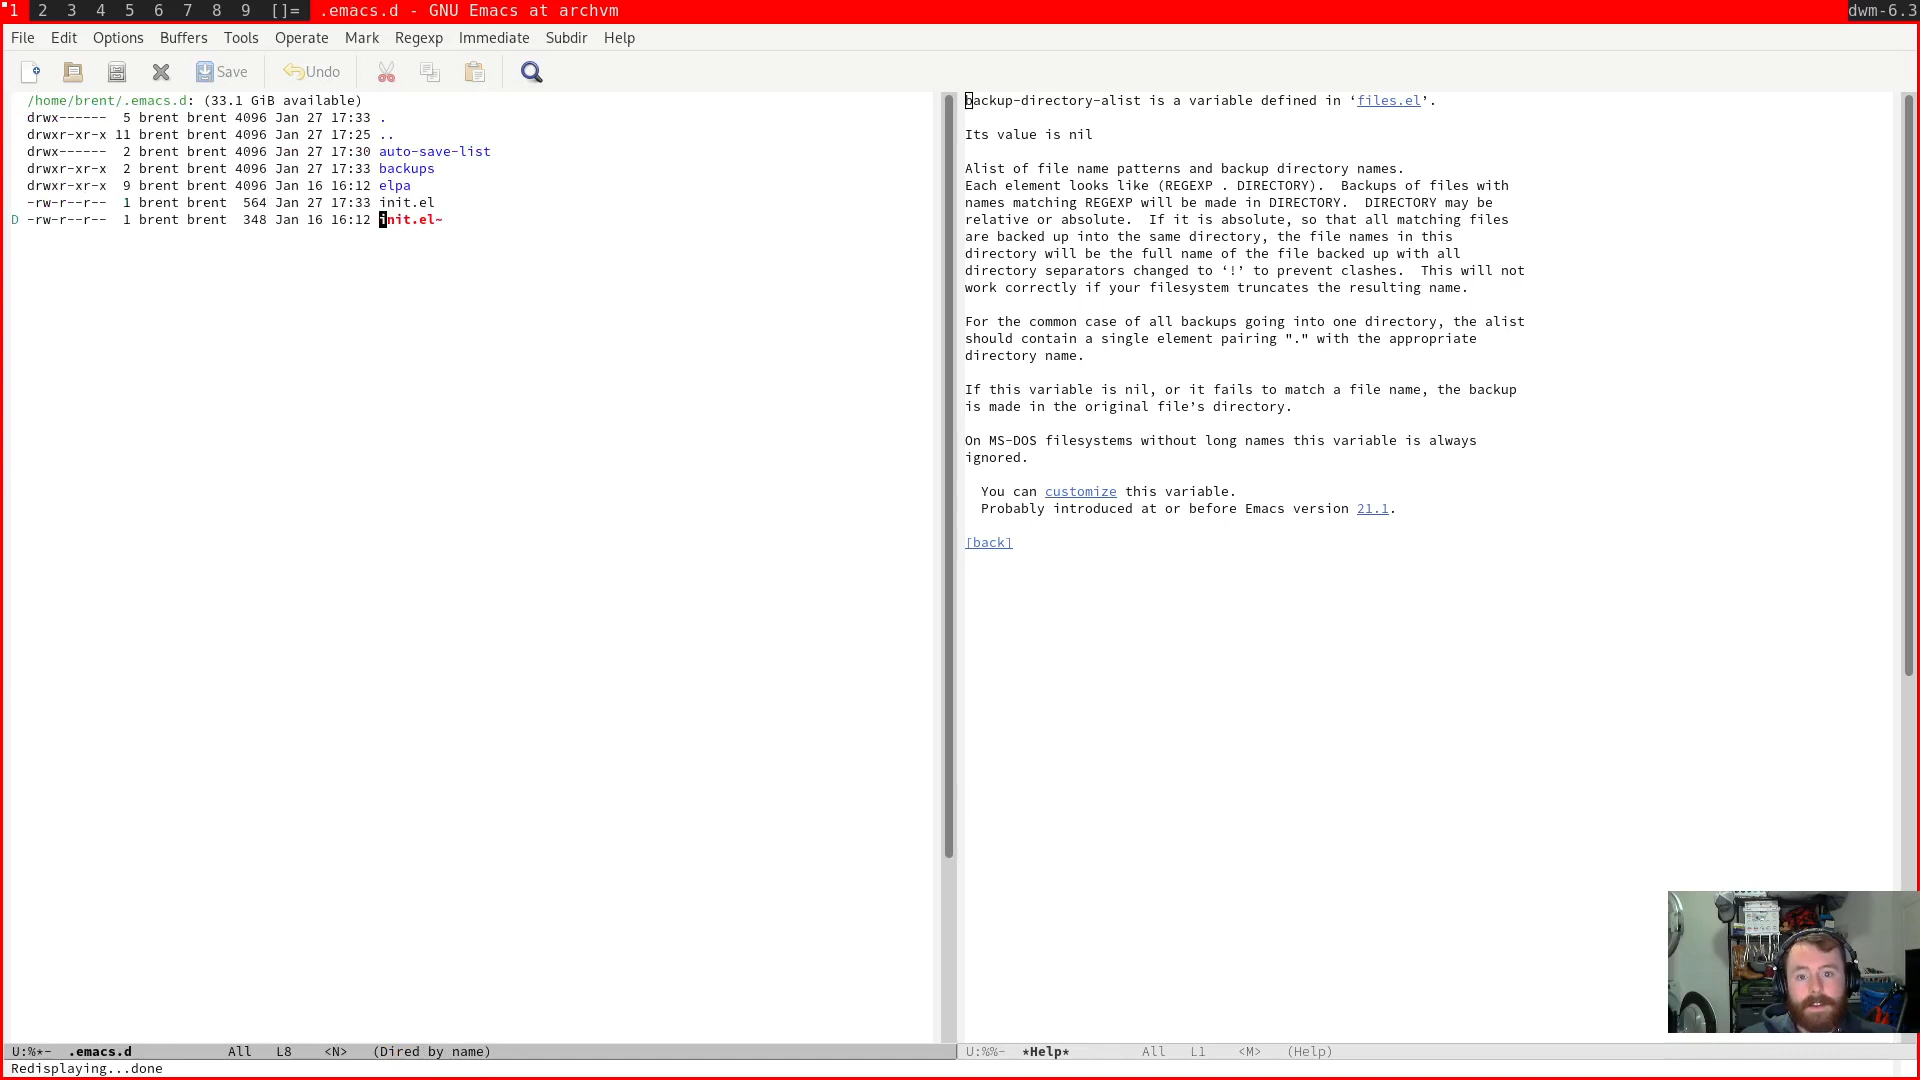 1 2 3 4 5 6 7 8 9 []= .emacs.d - GNU Emacs at archvm dwm-6.3
File Edit Options Buffers Tools Operate Mark Regexp Immediate Subdir Help
Save Undo
/home/brent/.emacs.d: (33.1 GiB available)
drwx------  5 brent brent 4096 Jan 27 17:33 .
drwxr-xr-x 11 brent brent 4096 Jan 27 17:25 ..
drwx------  2 brent brent 4096 Jan 27 17:30 auto-save-list
drwxr-xr-x  2 brent brent 4096 Jan 27 17:33 backups
drwxr-xr-x  9 brent brent 4096 Jan 16 16:12 elpa
-rw-r--r--  1 brent brent  564 Jan 27 17:33 init.el
D -rw-r--r--  1 brent brent  348 Jan 16 16:12 init.el~
backup-directory-alist is a variable defined in ‘files.el’.
Its value is nil
Alist of file name patterns and backup directory names.
Each element looks like (REGEXP . DIRECTORY).  Backups of files with
names matching REGEXP will be made in DIRECTORY.  DIRECTORY may be
relative or absolute.  If it is absolute, so that all matching files
are backed up into the same directory, the file names in this
directory will be the full name of the file backed up with all
directory separators changed to ‘!’ to prevent clashes.  This will not
work correctly if your filesystem truncates the resulting name.
For the common case of all backups going into one directory, the alist
should contain a single element pairing "." with the appropriate
directory name.
If this variable is nil, or it fails to match a file name, the backup
is made in the original file’s directory.
On MS-DOS filesystems without long names this variable is always
ignored.
You can customize this variable.
Probably introduced at or before Emacs version 21.1.
[back]
U:%*-  .emacs.d All L8 <N> (Dired by name)
U:%%-  *Help* All L1 <M> (Help)
Redisplaying...done